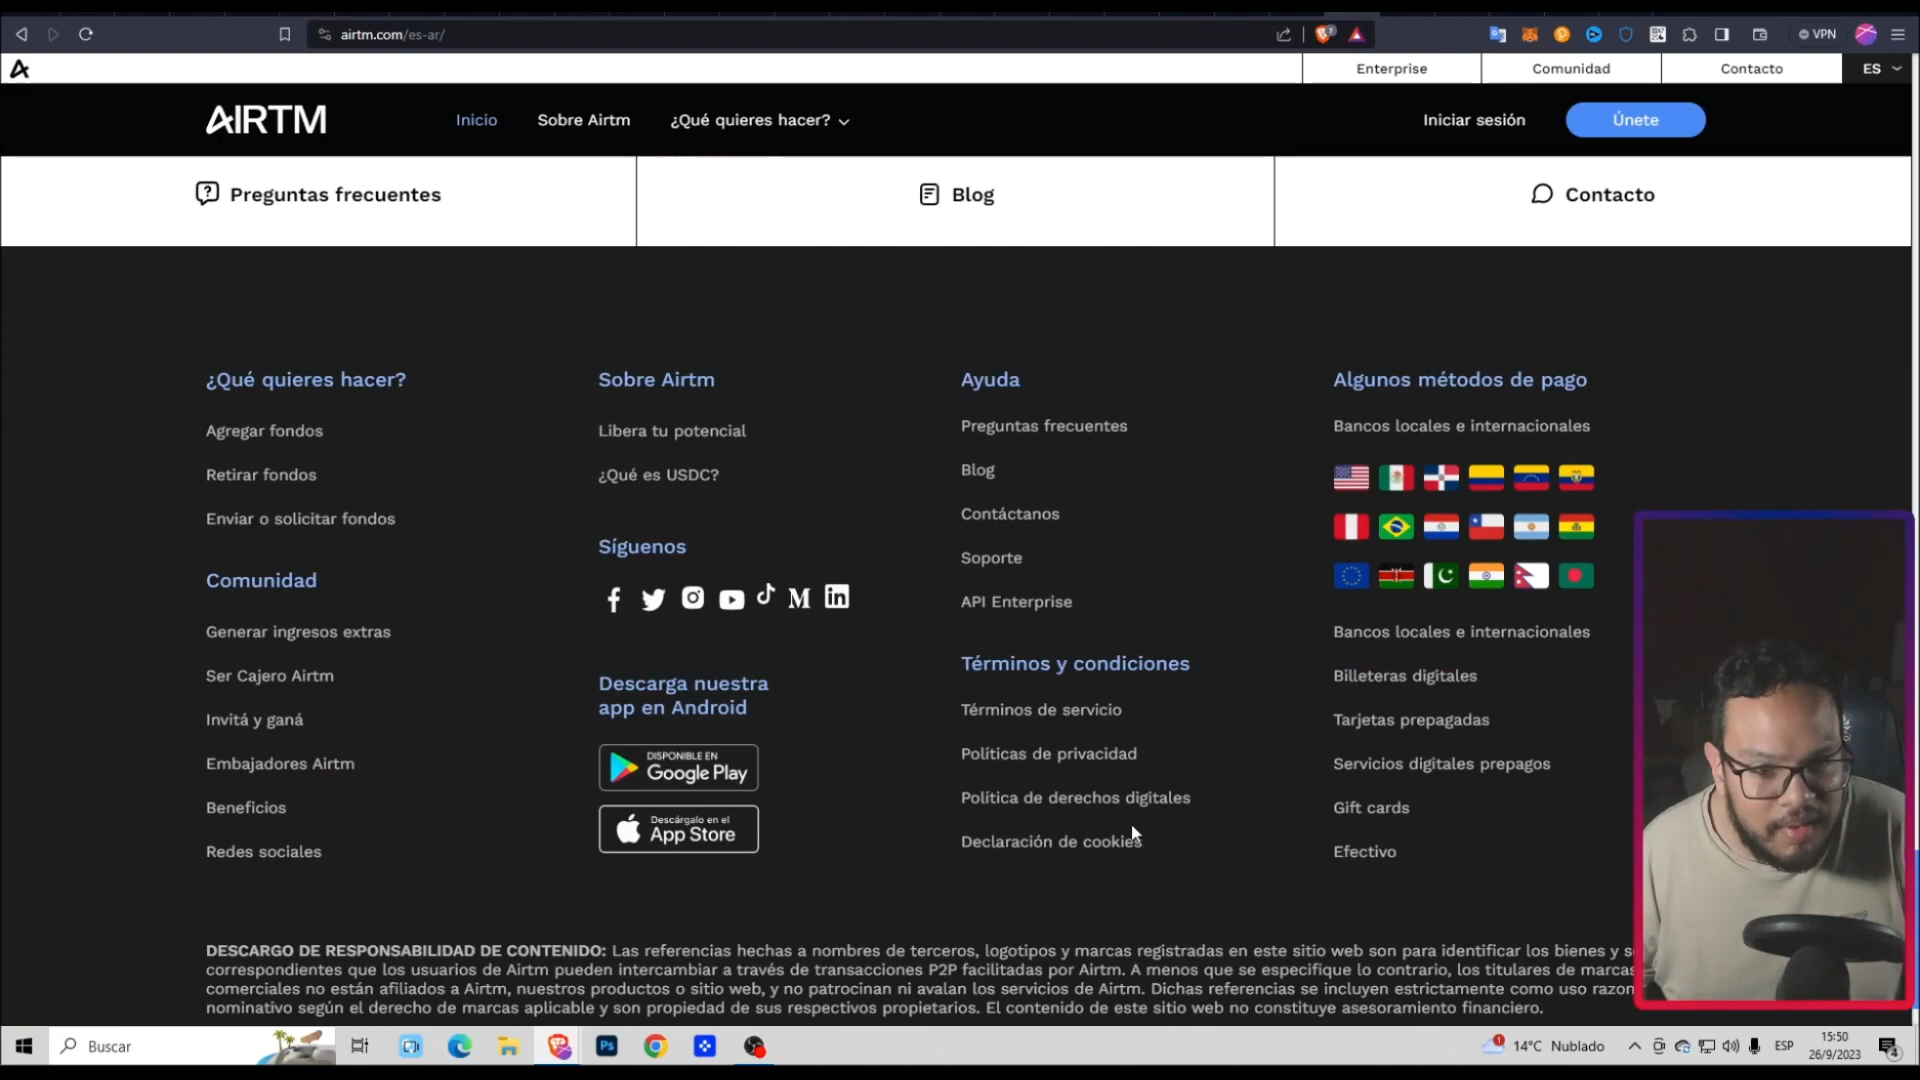 airtm.com/es-ar/
VPN
Enterprise
Comunidad
Contacto
ES
AIRTM
Inicio
Sobre Airtm
¿Qué quieres hacer?
Iniciar sesión
Únete
Preguntas frecuentes
Blog
Contacto
¿Qué quieres hacer?
Agregar fondos
Retirar fondos
Enviar o solicitar fondos
Comunidad
Generar ingresos extras
Ser Cajero Airtm
Invitá y ganá
Embajadores Airtm
Beneficios
Redes sociales
Sobre Airtm
Libera tu potencial
¿Qué es USDC?
Síguenos
Descarga nuestra
app en Android
DISPONIBLE EN
Google Play
Descárgalo en el
App Store
Ayuda
Preguntas frecuentes
Blog
Contáctanos
Soporte
API Enterprise
Términos y condiciones
Términos de servicio
Políticas de privacidad
Política de derechos digitales
Declaración de cookies
Algunos métodos de pago
Bancos locales e internacionales
Bancos locales e internacionales
Billeteras digitales
Tarjetas prepagadas
Servicios digitales prepagos
Gift cards
Efectivo
DESCARGO DE RESPONSABILIDAD DE CONTENIDO: Las referencias hechas a nombres de terceros, logotipos y marcas registradas en este sitio web son para identificar los bienes y
correspondientes que los usuarios de Airtm pueden intercambiar a través de transacciones P2P facilitadas por Airtm. A menos que se especifique lo contrario, los titulares de marcas
comerciales no están afiliados a Airtm, nuestros productos o sitio web, y no patrocinan ni avalan los servicios de Airtm. Dichas referencias se incluyen estrictamente como uso
nominativo según el derecho de marcas aplicable y son propiedad de sus respectivos propietarios. El contenido de este sitio web no constituye asesoramiento financiero.
Buscar
Ps
14°C Nublado
ESP
15:50
26/9/2023
4